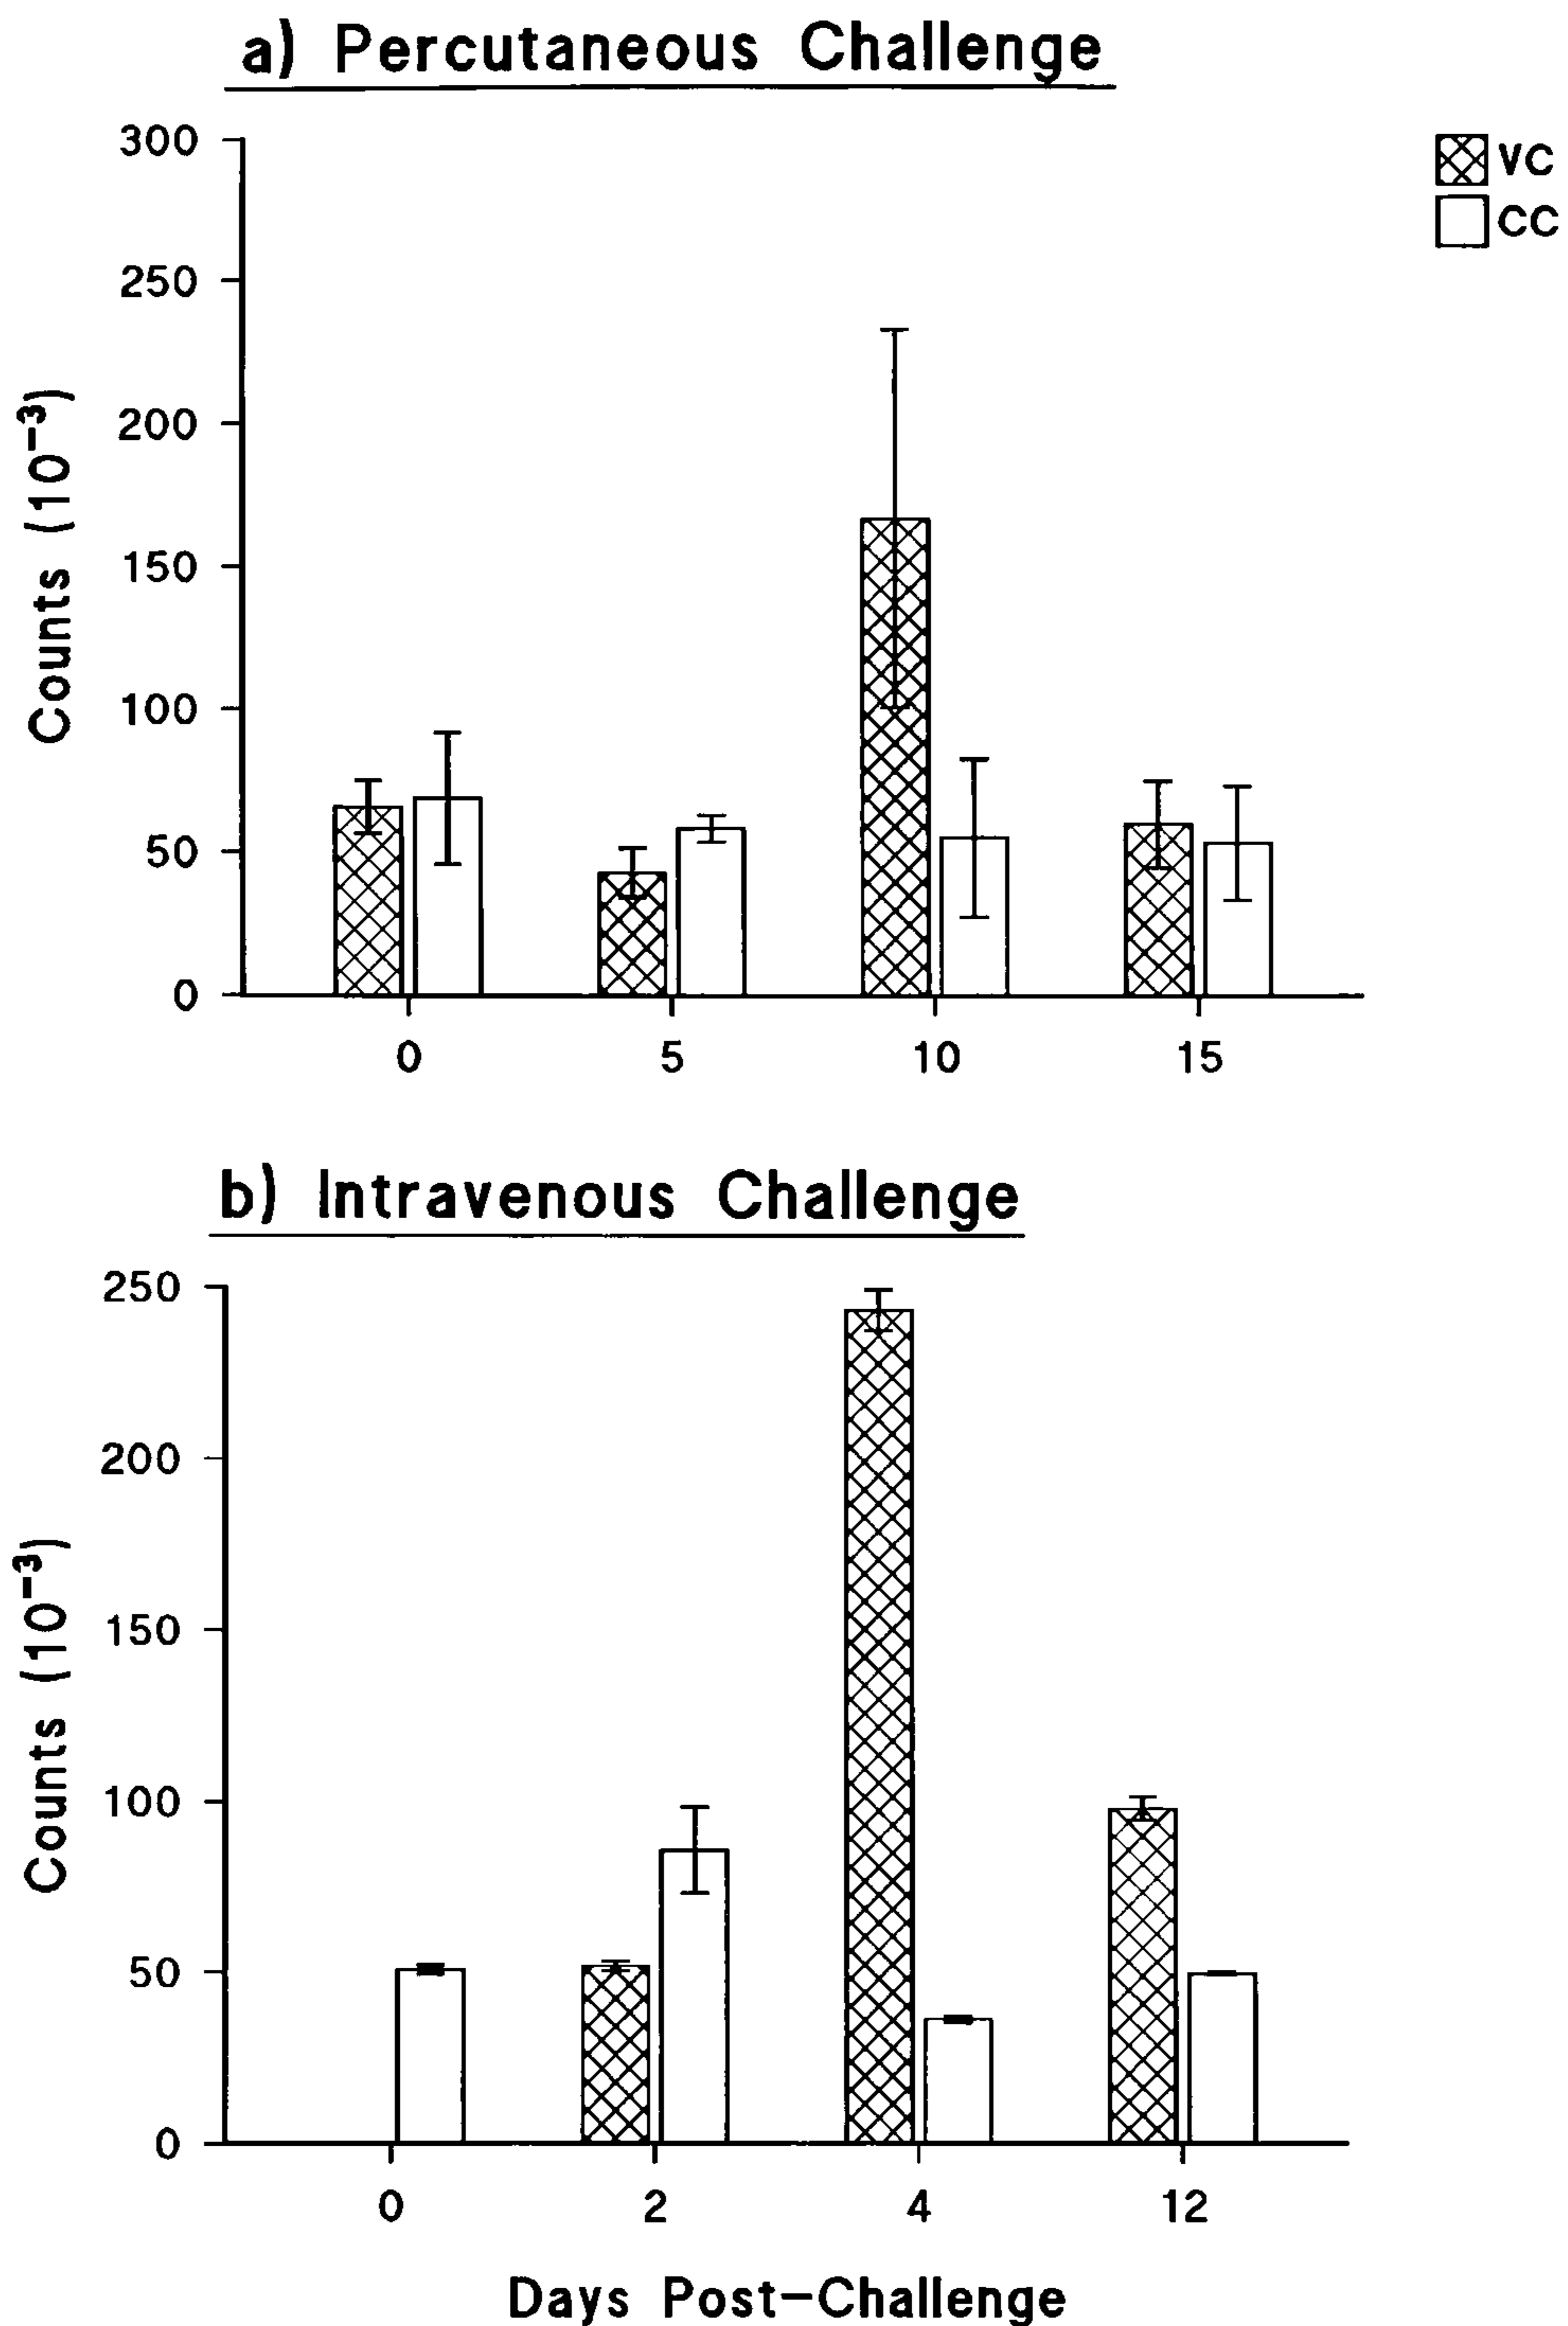 a) Percutaneous Challenge
300
250
200
150
100
50
0
Counts (10⁻³)
VC
CC
0 5 10 15
b) Intravenous Challenge
250
200
150
100
50
0
Counts (10⁻³)
0 2 4 12
Days Post-Challenge